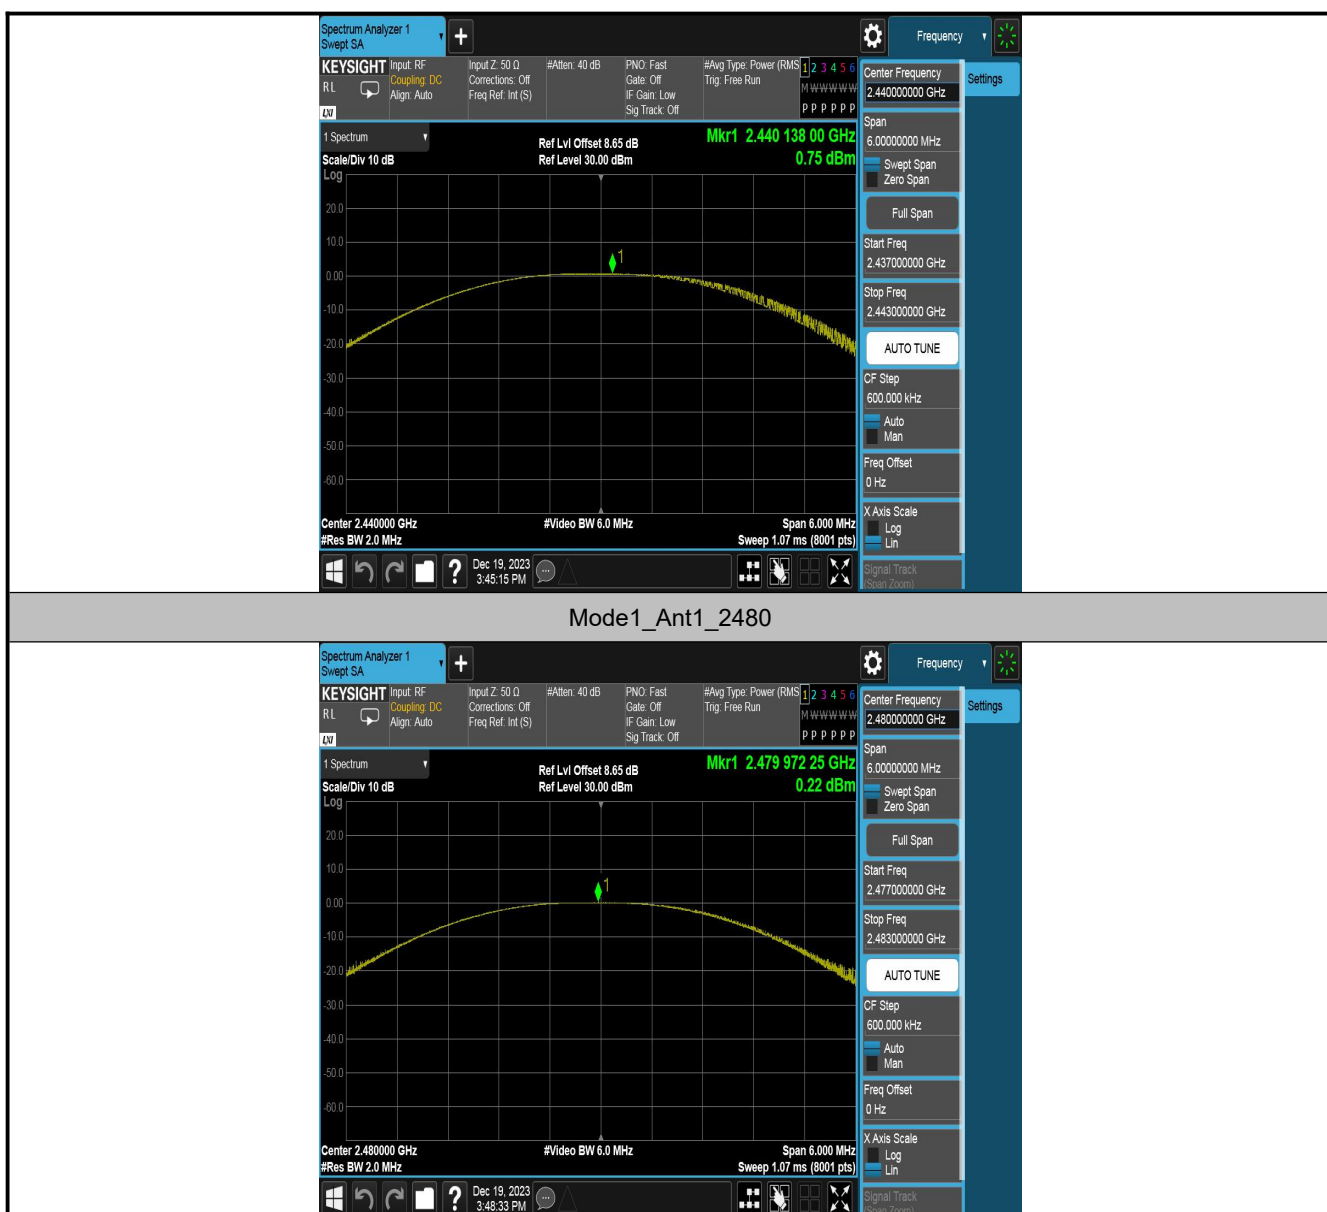 Spectrum Analyzer 1
Swept SA
+
Frequency
KEYSIGHT
RL
LXI
Input: RF
Coupling: DC
Align: Auto
Input Z: 50 Ω
Corrections: Off
Freq Ref: Int (S)
#Atten: 40 dB
PNO: Fast
Gate: Off
IF Gain: Low
Sig Track: Off
#Avg Type: Power (RMS
Trig: Free Run
1 2 3 4 5 6
M W W W W W
P P P P P P
Center Frequency
2.440000000 GHz
Settings
Span
6.00000000 MHz
Swept Span
Zero Span
Full Span
Start Freq
2.437000000 GHz
Stop Freq
2.443000000 GHz
AUTO TUNE
CF Step
600.000 kHz
Auto
Man
Freq Offset
0 Hz
X Axis Scale
Log
Lin
Signal Track
(Span Zoom)
1 Spectrum
Scale/Div 10 dB
Log
Ref Lvl Offset 8.65 dB
Ref Level 30.00 dBm
Mkr1 2.440 138 00 GHz
0.75 dBm
20.0
10.0
1
0.00
-10.0
-20.0
-30.0
-40.0
-50.0
-60.0
Center 2.440000 GHz
#Video BW 6.0 MHz
Span 6.000 MHz
#Res BW 2.0 MHz
Sweep 1.07 ms (8001 pts)
?
Dec 19, 2023
3:45:15 PM
Mode1_Ant1_2480
Spectrum Analyzer 1
Swept SA
+
Frequency
KEYSIGHT
RL
LXI
Input: RF
Coupling: DC
Align: Auto
Input Z: 50 Ω
Corrections: Off
Freq Ref: Int (S)
#Atten: 40 dB
PNO: Fast
Gate: Off
IF Gain: Low
Sig Track: Off
#Avg Type: Power (RMS
Trig: Free Run
1 2 3 4 5 6
M W W W W W
P P P P P P
Center Frequency
2.480000000 GHz
Settings
Span
6.00000000 MHz
Swept Span
Zero Span
Full Span
Start Freq
2.477000000 GHz
Stop Freq
2.483000000 GHz
AUTO TUNE
CF Step
600.000 kHz
Auto
Man
Freq Offset
0 Hz
X Axis Scale
Log
Lin
Signal Track
(Span Zoom)
1 Spectrum
Scale/Div 10 dB
Log
Ref Lvl Offset 8.65 dB
Ref Level 30.00 dBm
Mkr1 2.479 972 25 GHz
0.22 dBm
20.0
10.0
1
0.00
-10.0
-20.0
-30.0
-40.0
-50.0
-60.0
Center 2.480000 GHz
#Video BW 6.0 MHz
Span 6.000 MHz
#Res BW 2.0 MHz
Sweep 1.07 ms (8001 pts)
?
Dec 19, 2023
3:48:33 PM